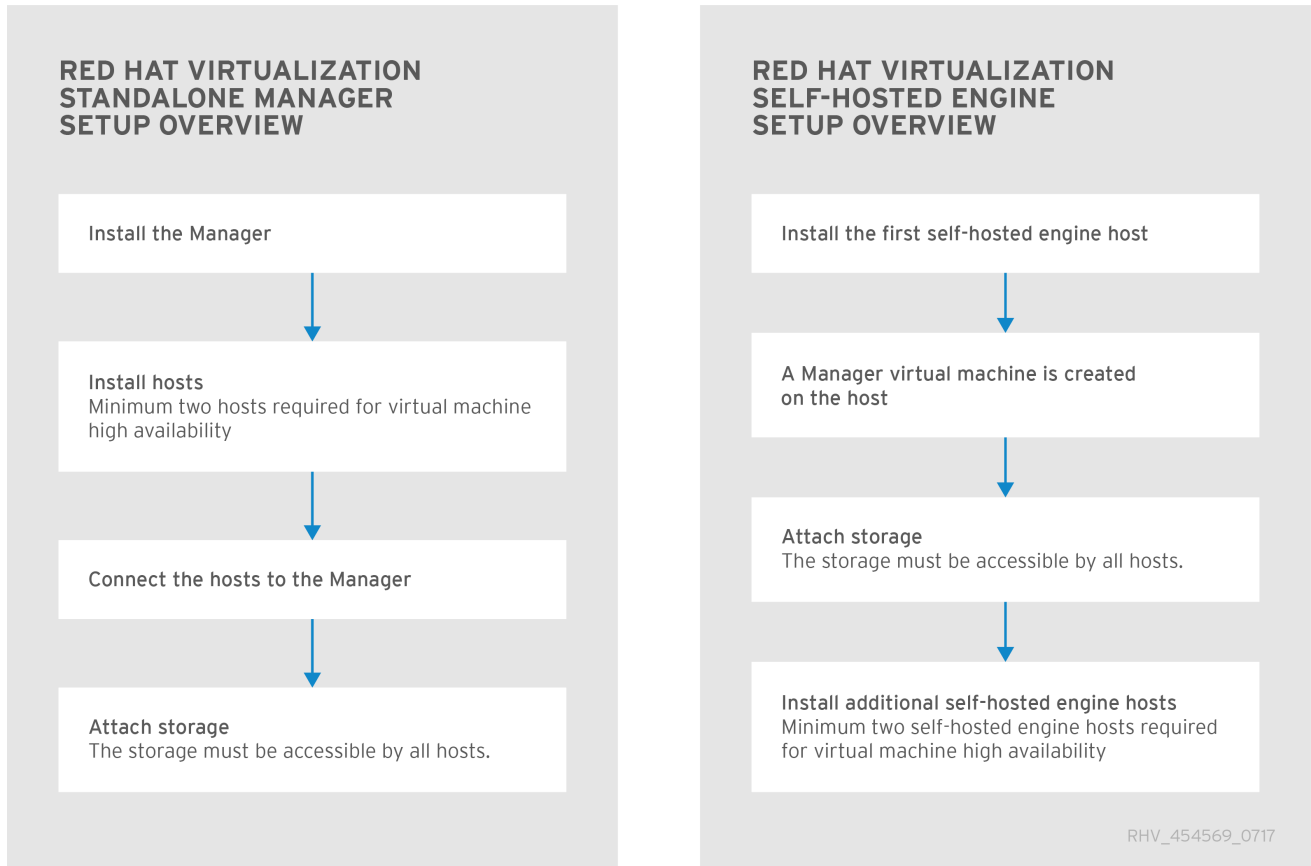 RED HAT VIRTUALIZATION
STANDALONE MANAGER
SETUP OVERVIEW
Install the Manager
Install hosts
Minimum two hosts required for virtual machine
high availability
Connect the hosts to the Manager
Attach storage
The storage must be accessible by all hosts.
RED HAT VIRTUALIZATION
SELF-HOSTED ENGINE
SETUP OVERVIEW
Install the first self-hosted engine host
A Manager virtual machine is created
on the host
Attach storage
The storage must be accessible by all hosts.
Install additional self-hosted engine hosts
Minimum two self-hosted engine hosts required
for virtual machine high availability
RHV_454569_0717